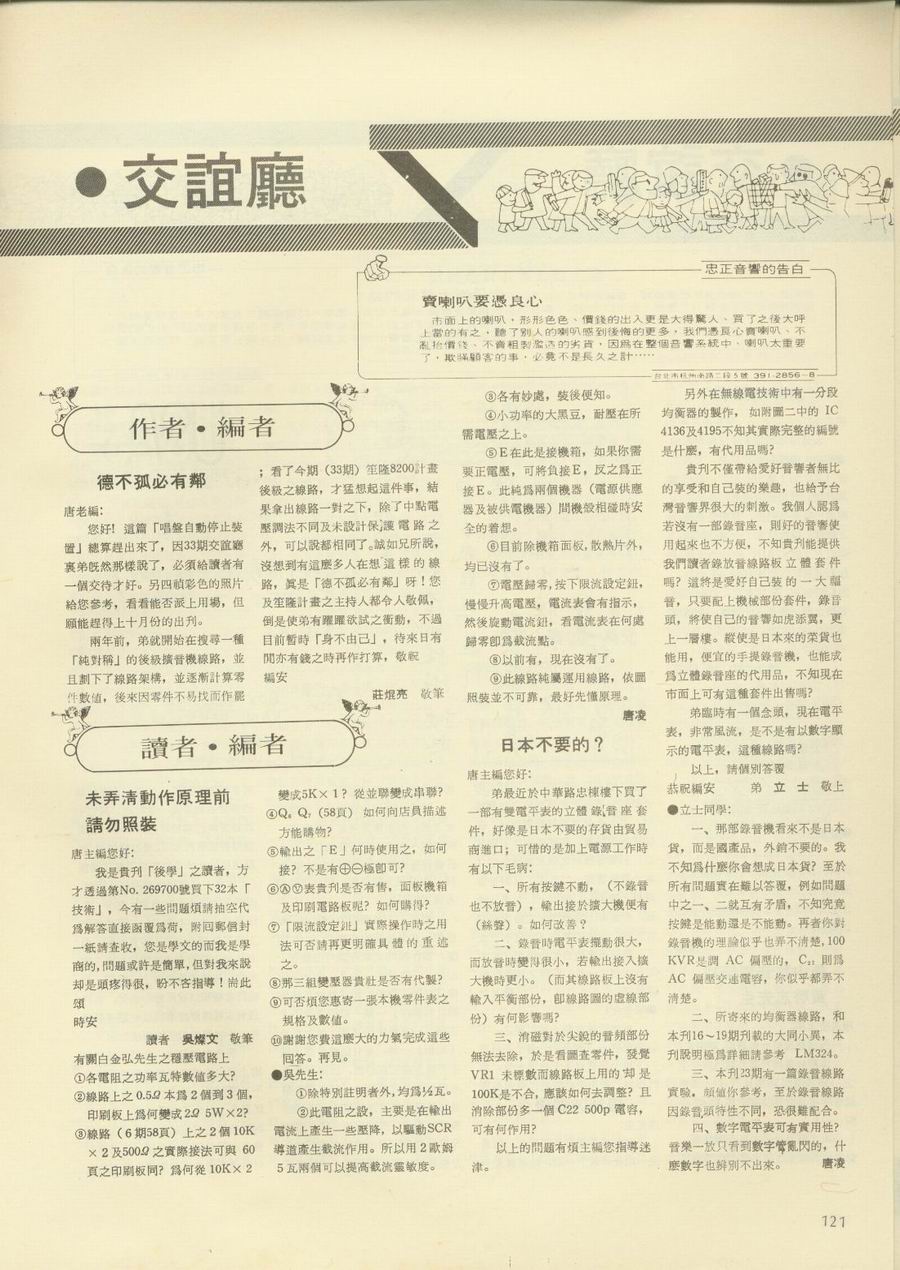 ●交誼廳
忠正音響的告白
賣喇叭要憑良心
市面上的喇叭，形形色色、價錢的出入更是大得驚人、買了之後大呼
上當的有之，聽了別人的喇叭感到後悔的更多，我們憑良心賣喇叭、不
亂抬價錢、不賣粗製濫造的劣貨，因為在整個音響系統中、喇叭太重要
了，欺瞞顧客的事，必竟不是長久之計……
台北市杭州南路二段5號 391-2856~8
作者•編者
德不孤必有鄰
唐老編：
您好！這篇「唱盤自動停止裝
置」總算趕出來了，因33期交誼廳
裏弟既然那樣說了，必須給讀者有
一個交待才好。另四禎彩色的照片
給您參考，看看能否派上用場，但
願能趕得上十月份的出刋。
兩年前，弟就開始在搜尋一種
「純對稱」的後級擴音機線路，並
且劃下了線路架構，並逐漸計算零
件數値，後來因零件不易找而作罷
；看了今期（33期）笙隆8200計畫
後級之線路，才猛想起這件事，結
果拿出線路一對之下，除了中點電
壓調法不同及未設計保護電路之
外，可以說都相同了。誠如兄所說，
沒想到有這麼多人在想這樣的線
路，眞是「德不孤必有鄰」呀！您
及笙隆計畫之主持人都令人敬佩，
倒是使弟有躍躍欲試之衝動，不過
目前暫時「身不由己」，待來日有
閒亦有錢之時再作打算，敬祝
編安
莊焜亮　敬筆
讀者•編者
未弄清動作原理前
請勿照裝
唐主編您好：
我是貴刋「後學」之讀者，方
才透過第No. 269700號買下32本「
技術」，今有一些問題煩請抽空代
爲解答直接函覆爲荷，附囘郵信封
一紙請查收，您是學文的而我是學
商的，問題或許是簡單，但對我來說
却是頭疼得很，盼不客指導！耑此
頌
時安
讀者　吳燦文　敬筆
有關白金弘先生之穩壓電路上
①各電阻之功率瓦特數値多大？
②線路上之 0.5Ω 本爲 2 個到 3 個，
印刷板上爲何變成 2Ω 5W×2？
③線路（6 期58頁）上之 2 個 10K
×2 及500Ω 之實際接法可與 60
頁之印刷板同？爲何從 10K×2
變成5K×1？從並聯變成串聯？
④Q₆ Q₇（58頁）如何向店員描述
方能購物？
⑤輸出之「E」何時使用之，如何
接？不是有⊕⊖極卽可？
⑥Ⓐ Ⓥ 表貴刋是否有售，面板機箱
及印刷電路板呢？如何購得？
⑦「限流設定鈕」實際操作時之用
法可否請再更明確具體的重述
之。
⑧那三組變壓器貴社是否有代製？
⑨可否煩您惠寄一張本機零件表之
規格及數値。
⑩謝謝您費這麼大的力氣完成這些
囘答。再見。
●吳先生：
①除特別註明者外，均爲½瓦。
②此電阻之設，主要是在輸出
電流上產生一些壓降，以驅動SCR
導道產生截流作用。所以用 2 歐姆
5 瓦兩個可以提高截流靈敏度。
③各有妙處，裝後便知。
④小功率的大黑豆，耐壓在所
需電壓之上。
⑤E在此是接機箱，如果你需
要正電壓，可將負接E，反之爲正
接E。此純爲兩個機器（電源供應
器及被供電機器）間機殼相碰時安
全的着想。
⑥目前除機箱面板，散熱片外，
均已沒有了。
⑦電壓歸零，按下限流設定鈕，
慢慢升高電壓，電流表會有指示，
然後旋動電流鈕，看電流表在何處
歸零卽爲截流點。
⑧以前有，現在沒有了。
⑨此線路純屬運用線路，依圖
照裝並不可靠，最好先懂原理。
唐凌
日本不要的？
唐主編您好：
弟最近於中華路忠棟樓下買了
一部有雙電平表的立體錄音座套
件，好像是日本不要的存貨由貿易
商進口；可惜的是加上電源工作時
有以下毛病：
一、所有按鍵不動，（不錄音
也不放音），輸出接於擴大機便有
（絲聲）。如何改善？
二、錄音時電平表擺動很大，
而放音時變得很小，若輸出接入擴
大機時更小。（而其線路板上沒有
輸入平衡部份，卽線路圖的虛線部
份）有何影響嗎？
三、消磁對於尖銳的音頻部份
無法去除，於是看圖查零件，發覺
VR1 未標數而線路板上用的却是
100K是不合，應該如何去調整？且
消除部份多一個 C22 500p 電容，
可有何作用？
以上的問題有煩主編您指導迷
津。
另外在無線電技術中有一分段
均衡器的製作，如附圖二中的 IC
4136及4195不知其實際完整的編號
是什麼，有代用品嗎？
貴刋不僅帶給愛好音響者無比
的享受和自己裝的樂趣，也給予台
灣音響界很大的刺激。我個人認爲
若沒有一部錄音座，則好的音響使
用起來也不方便，不知貴刋能提供
我們讀者錄放音線路板立體套件
嗎？這將是愛好自己裝的一大福
音，只要配上機械部份套件，錄音
頭，將使自己的音響如虎添翼，更
上一層樓。縱使是日本來的菜貨也
能用，便宜的手提錄音機，也能成
爲立體錄音座的代用品，不知現在
市面上可有這種套件出售嗎？
弟臨時有一個念頭，現在電平
表，非常風流，是不是有以數字顯
示的電平表，這種線路嗎？
以上，請個別答覆
恭祝編安　弟　立士　敬上
●立士同學：
一、那部錄音機看來不是日本
貨，而是國產品，外銷不要的。我
不知爲什麼你會想成日本貨？至於
所有問題實在難以答覆，例如問題
中之一、二就互有矛盾，不知究竟
按鍵是能動還是不能動。再者你對
錄音機的理論似乎也弄不清楚，100
KVR是調 AC 偏壓的，C₂₁ 則爲
AC 偏壓交連電容，你似乎都弄不
清楚。
二、所寄來的均衡器線路，和
本刋16～19期刋載的大同小異，本
刋說明極爲詳細請參考 LM324。
三、本刋23期有一篇錄音線路
實驗，頗値你參考，至於錄音線路
因錄音頭特性不同，恐很難配合。
四、數字電平表可有實用性？
音樂一放只看到數字管亂閃的，什
麼數字也辨別不出來。　唐凌
121